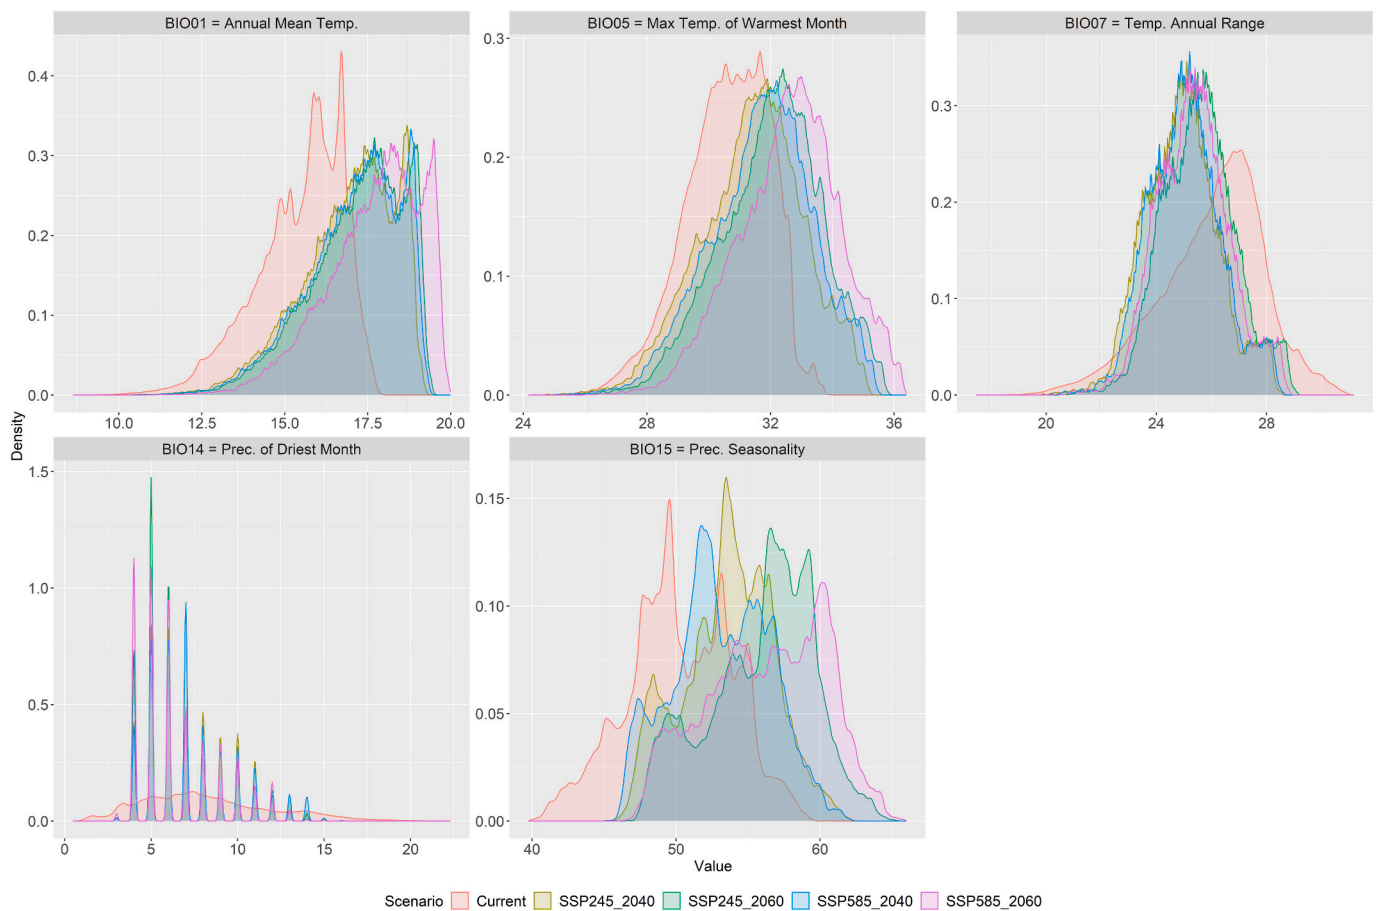 BIO01 = Annual Mean Temp.
BIO05 = Max Temp. of Warmest Month
BIO07 = Temp. Annual Range
0.4
0.3
0.2
0.1
0.0
10.0 12.5 15.0 17.5 20.0
0.3
0.2
0.1
0.0
24 28 32 36
0.3
0.2
0.1
0.0
20 24 28
Density
BIO14 = Prec. of Driest Month
BIO15 = Prec. Seasonality
1.5
1.0
0.5
0.0
0 5 10 15 20
0.15
0.10
0.05
0.00
40 50 60
Value
Scenario Current SSP245_2040 SSP245_2060 SSP585_2040 SSP585_2060